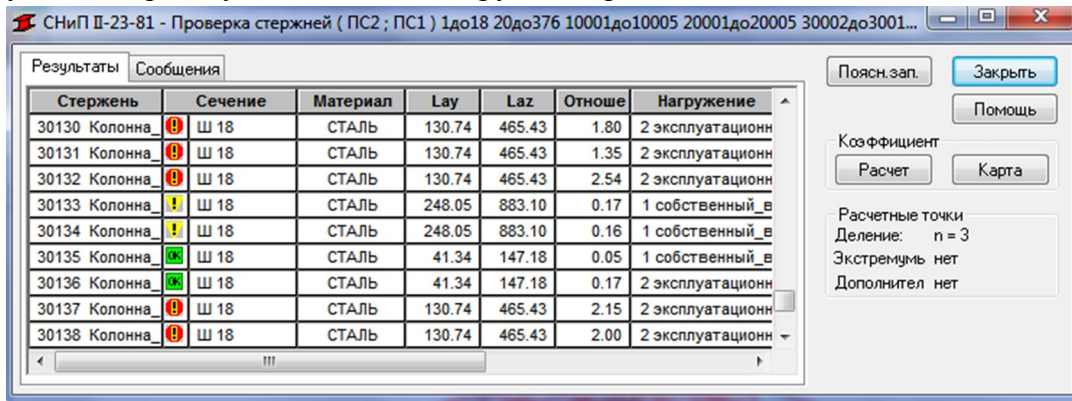 СНиП II-23-81 - Проверка стержней ( ПС2 ; ПС1 ) 1до18 20до376 10001до10005 20001до20005 30002до3001...
Результаты Сообщения
Поясн.зап. Закрыть
Помощь
Стержень Сечение Материал Lay Laz Отноше Нагружение
30130 Колонна_ Ш 18 СТАЛЬ 130.74 465.43 1.80 2 эксплуатационн
30131 Колонна_ Ш 18 СТАЛЬ 130.74 465.43 1.35 2 эксплуатационн
30132 Колонна_ Ш 18 СТАЛЬ 130.74 465.43 2.54 2 эксплуатационн
30133 Колонна_ Ш 18 СТАЛЬ 248.05 883.10 0.17 1 собственный_в
30134 Колонна_ Ш 18 СТАЛЬ 248.05 883.10 0.16 1 собственный_в
30135 Колонна_ OK Ш 18 СТАЛЬ 41.34 147.18 0.05 1 собственный_в
30136 Колонна_ OK Ш 18 СТАЛЬ 41.34 147.18 0.17 2 эксплуатационн
30137 Колонна_ Ш 18 СТАЛЬ 130.74 465.43 2.15 2 эксплуатационн
30138 Колонна_ Ш 18 СТАЛЬ 130.74 465.43 2.00 2 эксплуатационн
Коэффициент
Расчет Карта
Расчетные точки
Деление: n = 3
Экстремумь нет
Дополнител нет